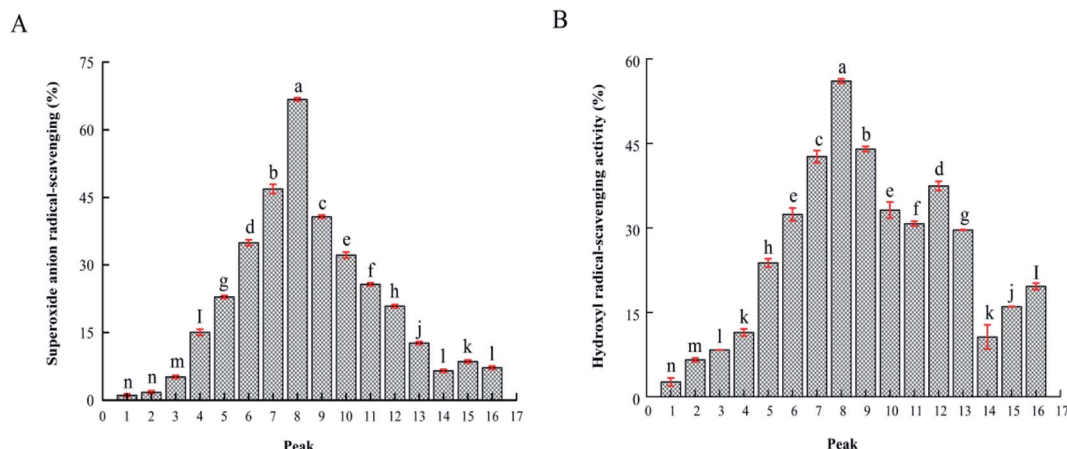 A
Superoxide anion radical-scavenging (%)
75
60
45
30
15
0
n n m I g d b a c e f h j l k l
0 1 2 3 4 5 6 7 8 9 10 11 12 13 14 15 16 17
Peak
B
Hydroxyl radical-scavenging activity (%)
60
45
30
15
0
n m l k h e c a b e f d g k j I
0 1 2 3 4 5 6 7 8 9 10 11 12 13 14 15 16 17
Peak